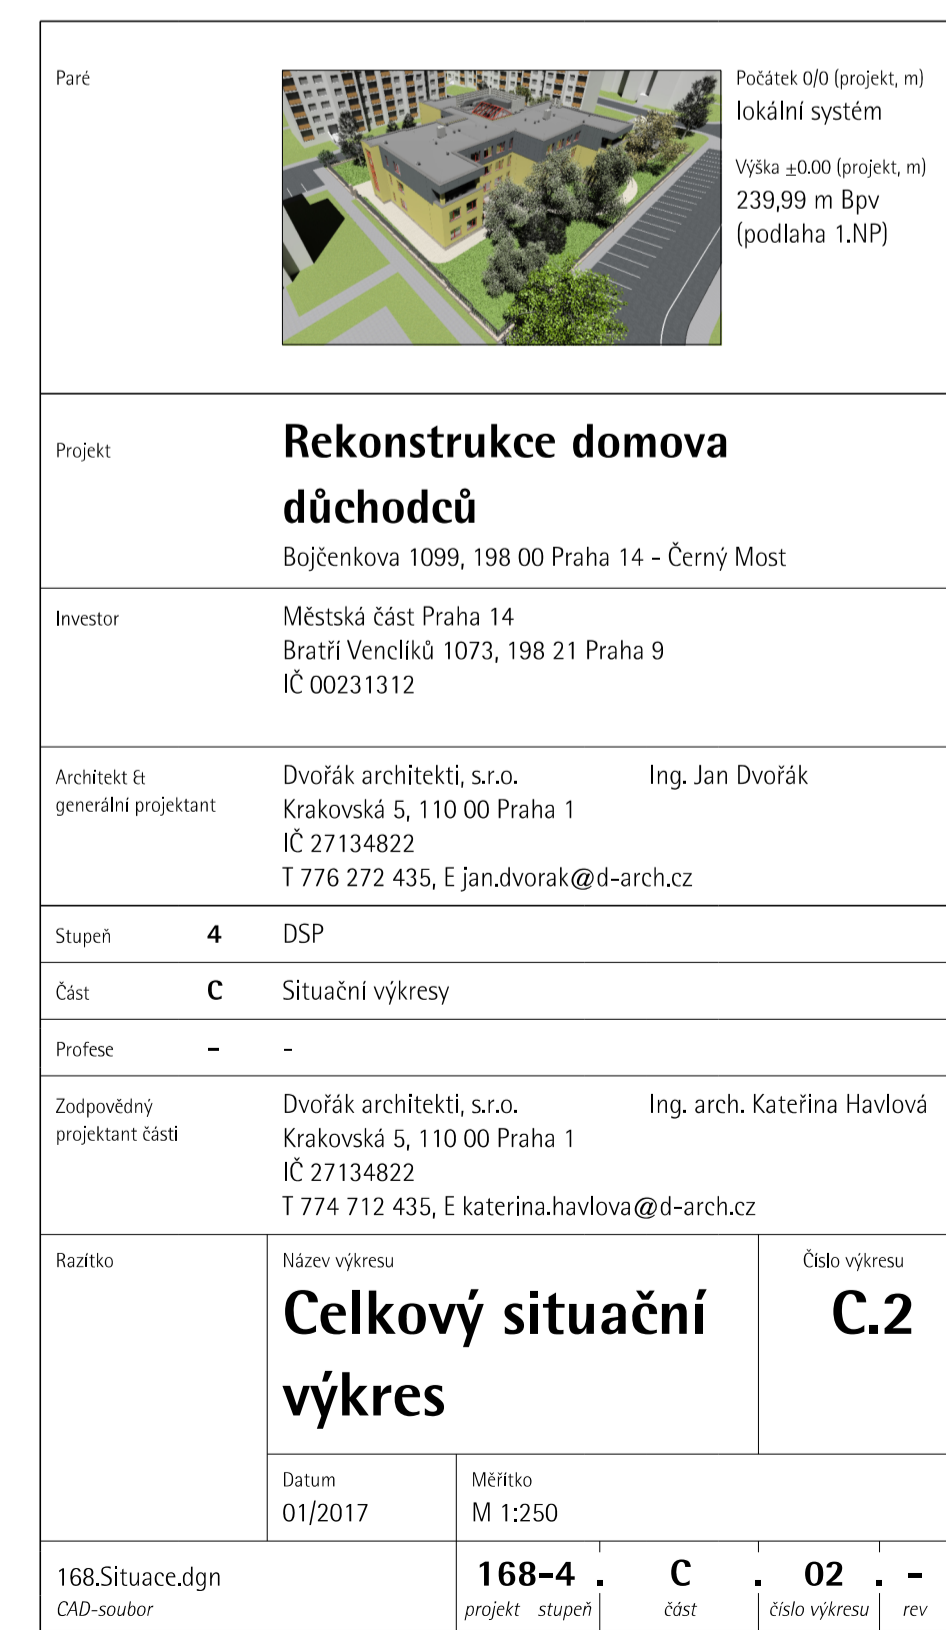 Paré
Počátek 0/0 (projekt, m)
lokální systém
Výška ±0.00 (projekt, m)
239,99 m Bpv
(podlaha 1.NP)
Projekt
Rekonstrukce domova
důchodců
Bojčenkova 1099, 198 00 Praha 14 - Černý Most
Investor
Městská část Praha 14
Bratří Venclíků 1073, 198 21 Praha 9
IČ 00231312
Architekt &
generální projektant
Dvořák architekti, s.r.o. Ing. Jan Dvořák
Krakovská 5, 110 00 Praha 1
IČ 27134822
T 776 272 435, E jan.dvorak@d-arch.cz
Stupeň 4 DSP
Část C Situační výkresy
Profese - -
Zodpovědný
projektant části
Dvořák architekti, s.r.o. Ing. arch. Kateřina Havlová
Krakovská 5, 110 00 Praha 1
IČ 27134822
T 774 712 435, E katerina.havlova@d-arch.cz
Razítko
Název výkresu
Celkový situační
výkres
Číslo výkresu
C.2
Datum
01/2017
Měřítko
M 1:250
168.Situace.dgn
CAD-soubor
168-4 . C . 02 . -
projekt stupeň část číslo výkresu rev